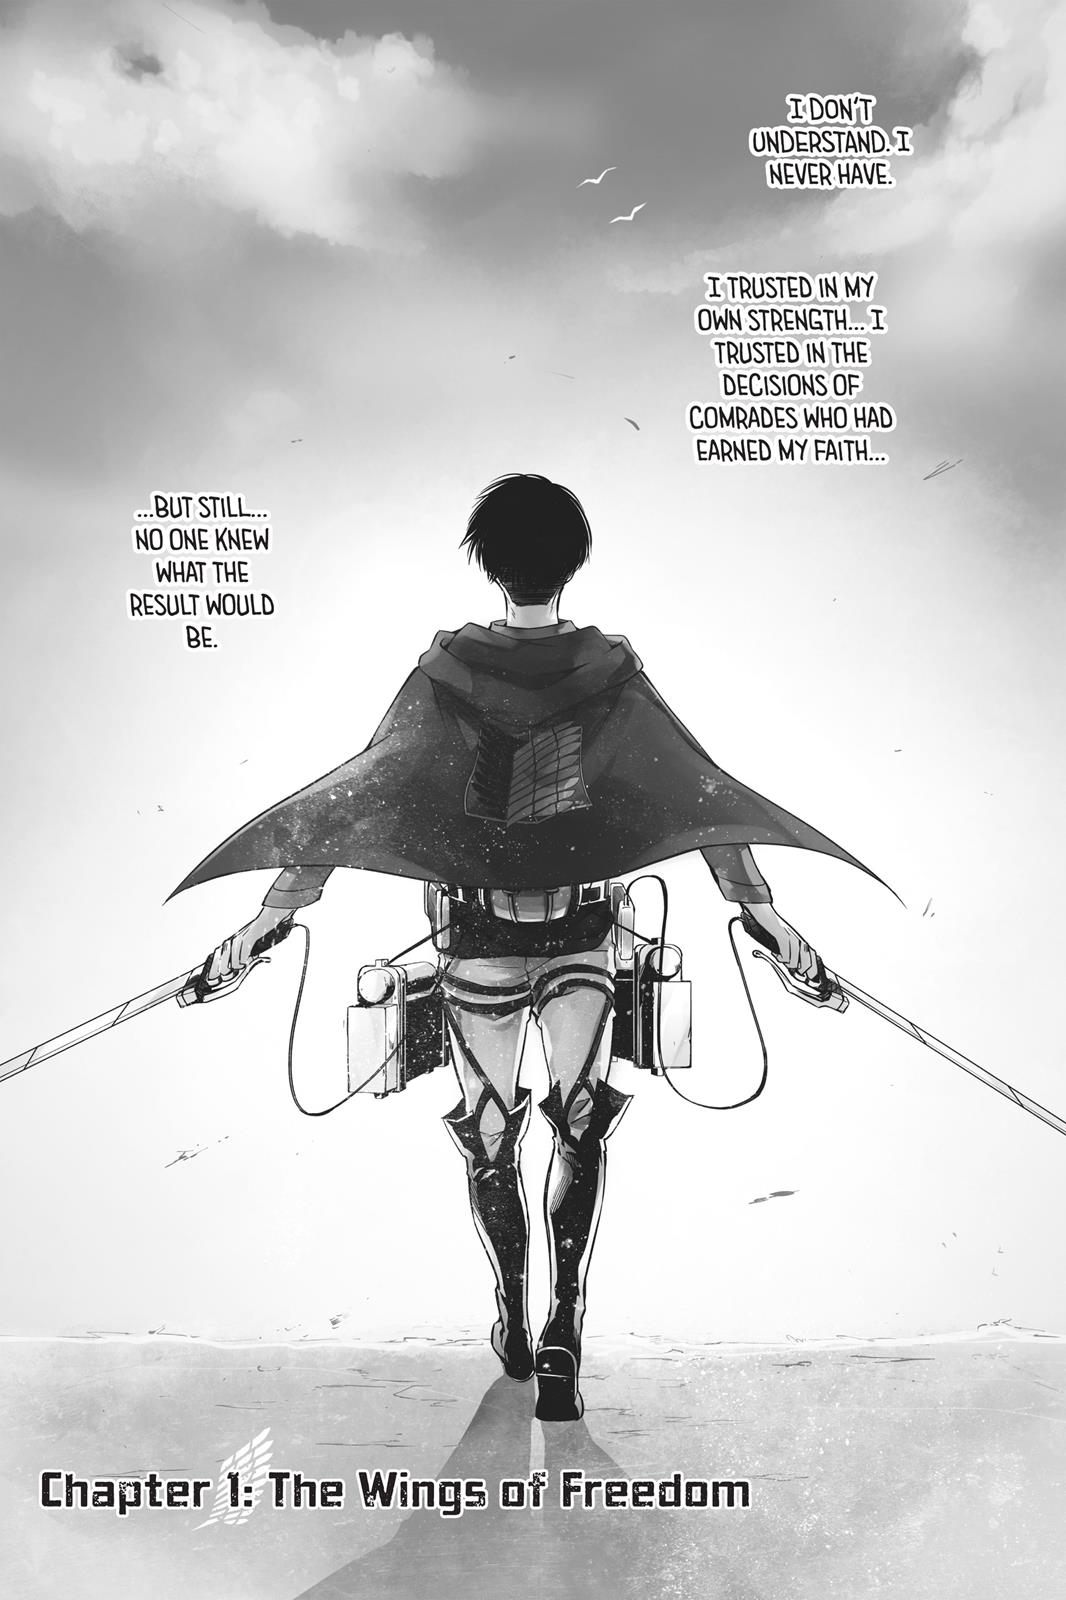 I DON'T
UNDERSTAND. I
NEVER HAVE.
I TRUSTED IN MY
OWN STRENGTH... I
TRUSTED IN THE
DECISIONS OF
COMRADES WHO HAD
EARNED MY FAITH...
...BUT STILL...
NO ONE KNEW
WHAT THE
RESULT WOULD
BE.
Chapter 1: The Wings of Freedom